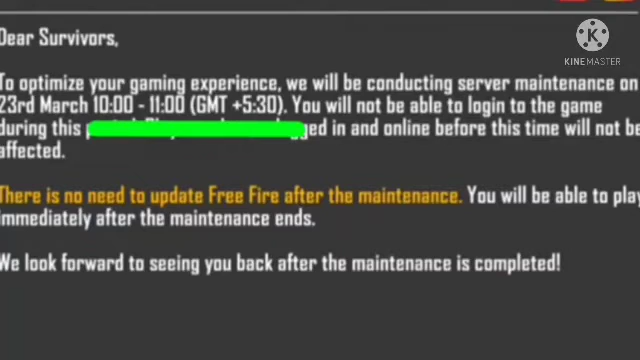 Dear Survivors,
KINEMASTER
To optimize your gaming experience, we will be conducting server maintenance on
23rd March 10:00 - 11:00 (GMT +5:30). You will not be able to login to the game
during this in and online before this time will not be
affected.
There is no need to update Free Fire after the maintenance. You will be able to play
immediately after the maintenance ends.
We look forward to seeing you back after the maintenance is completed!